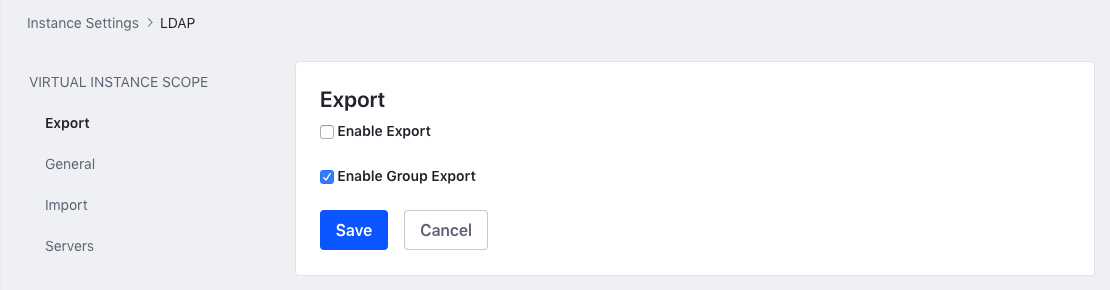 Instance Settings > LDAP
VIRTUAL INSTANCE SCOPE
Export
General
Import
Servers
Export
Enable Export
Enable Group Export
Save Cancel